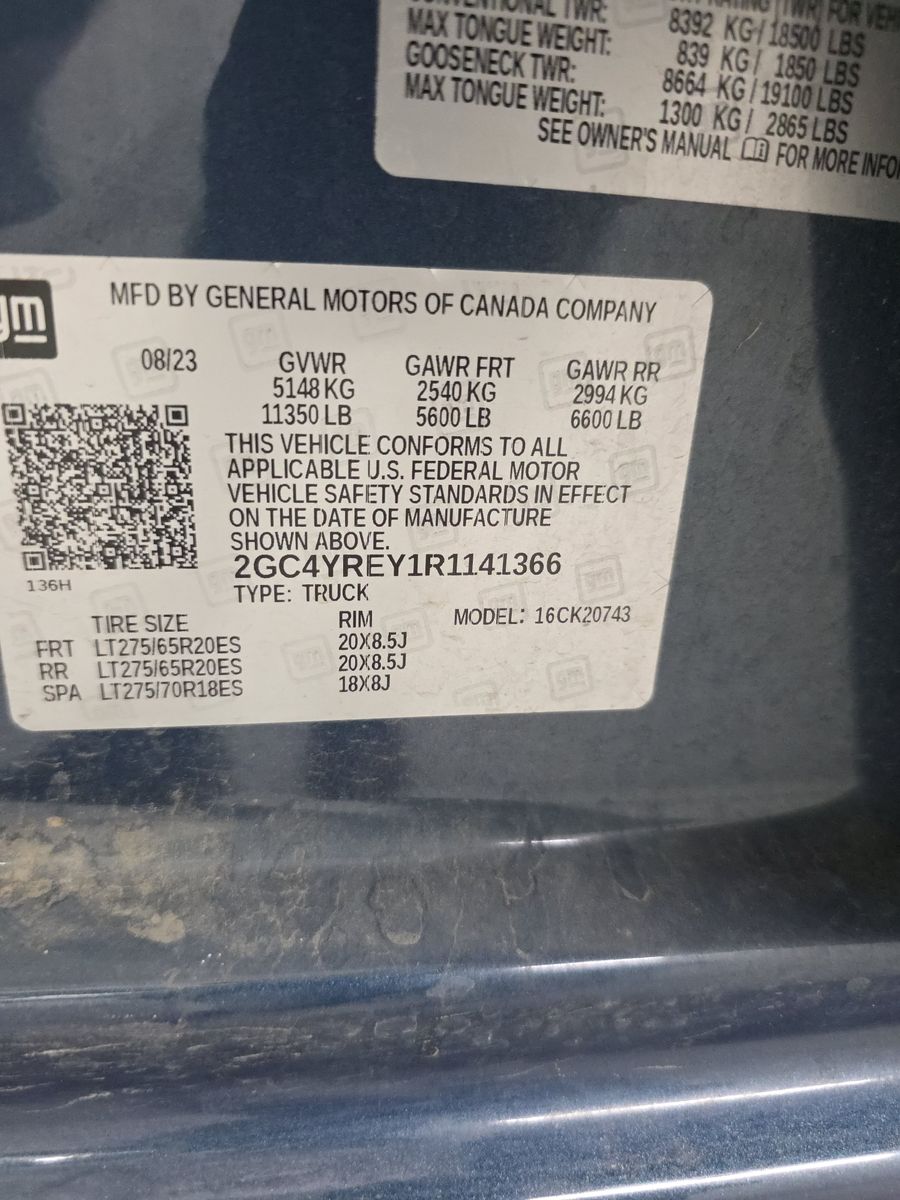 CONVENTIONAL TWR: 8392 KG / 18500 LBS
MAX TONGUE WEIGHT: 839 KG / 1850 LBS
GOOSENECK TWR: 8664 KG / 19100 LBS
MAX TONGUE WEIGHT: 1300 KG / 2865 LBS
SEE OWNER'S MANUAL FOR MORE INFO
gm
MFD BY GENERAL MOTORS OF CANADA COMPANY
08/23 GVWR GAWR FRT GAWR RR
5148 KG 2540 KG 2994 KG
11350 LB 5600 LB 6600 LB
THIS VEHICLE CONFORMS TO ALL
APPLICABLE U.S. FEDERAL MOTOR
VEHICLE SAFETY STANDARDS IN EFFECT
ON THE DATE OF MANUFACTURE
SHOWN ABOVE.
2GC4YREY1R1141366
136H
TYPE: TRUCK
TIRE SIZE RIM MODEL: 16CK20743
FRT LT275/65R20ES 20X8.5J
RR LT275/65R20ES 20X8.5J
SPA LT275/70R18ES 18X8J